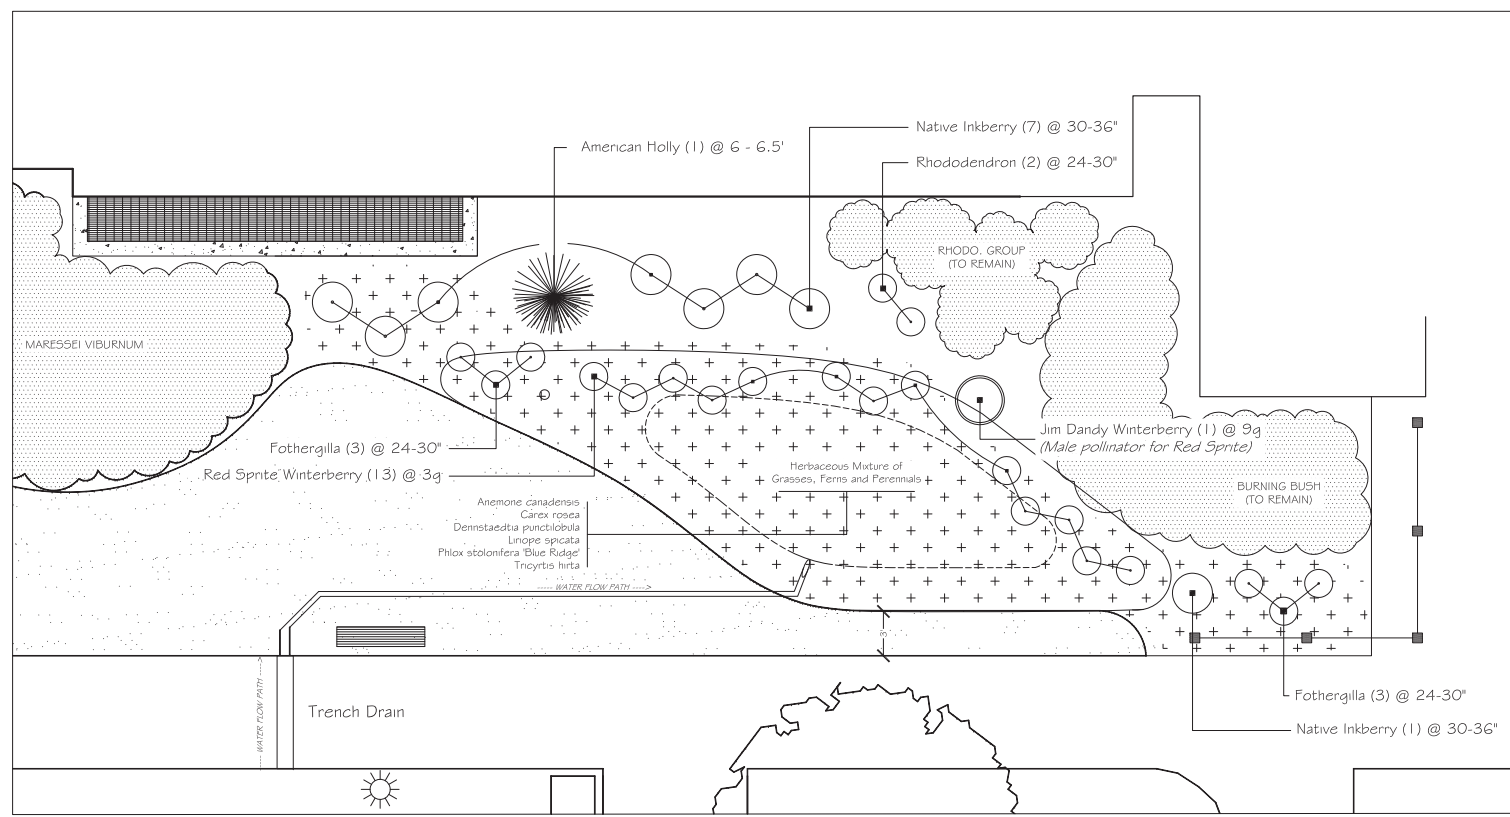 Native Inkberry (7) @ 30-36"
American Holly (1) @ 6 - 6.5'
Rhododendron (2) @ 24-30"
RHODO. GROUP
(TO REMAIN)
MARESSEI VIBURNUM
Jim Dandy Winterberry (1) @ 9g
(Male pollinator for Red Sprite)
Fothergilla (3) @ 24-30"
Red Sprite Winterberry (13) @ 3g
Herbaceous Mixture of
Grasses, Ferns and Perennials
BURNING BUSH
(TO REMAIN)
Anemone canadensis
Carex rosea
Dennstaedtia punctilobula
Liriope spicata
Phlox stolonifera 'Blue Ridge'
Tricyrtis hirta
----- WATER FLOW PATH ---->
3'
----- WATER FLOW PATH ---->
Trench Drain
Fothergilla (3) @ 24-30"
Native Inkberry (1) @ 30-36"